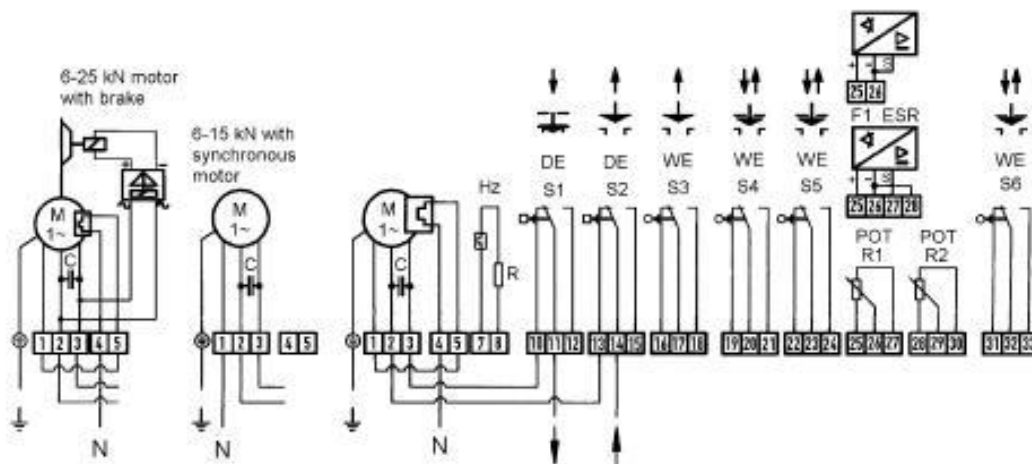 6-25 kN motor
with brake
6-15 kN with
synchronous
motor
+ -
M
1~
C
1 2 3 4 5
N
M
1~
C
1 2 3 4 5
N
M
1~
C
1 2 3 4 5 7 8
N
Hz
R
DE
S1
10 11 12
DE
S2
13 14 15
WE
S3
16 17 18
WE
S4
19 20 21
WE
S5
22 23 24
+ - S
25 26
F1 ESR
+ - S
25 26 27 28
POT
R1
25 26 27
POT
R2
28 29 30
WE
S6
31 32 33